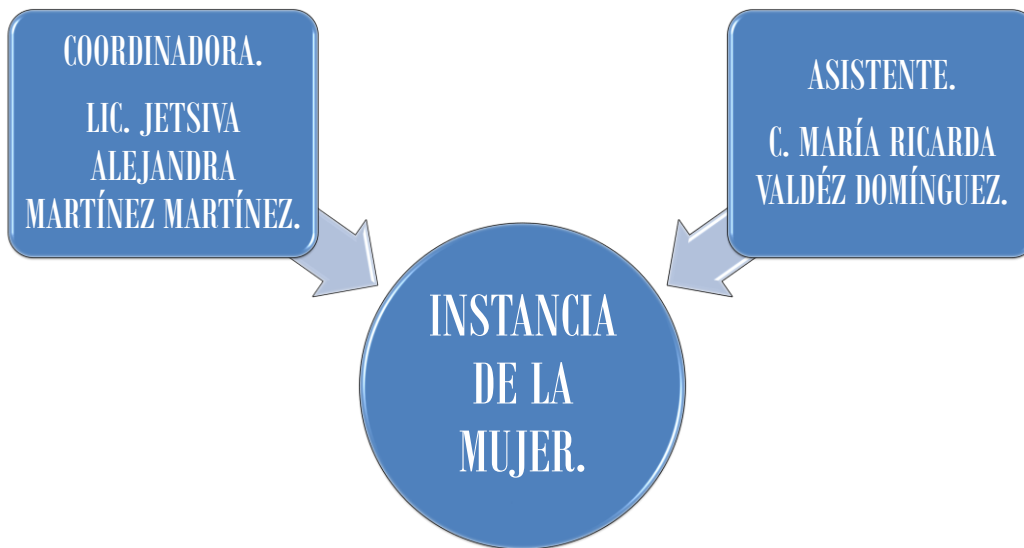 COORDINADORA.
LIC. JETSIVA
ALEJANDRA
MARTÍNEZ MARTÍNEZ.
ASISTENTE.
C. MARÍA RICARDA
VALDÉZ DOMÍNGUEZ.
INSTANCIA
DE LA
MUJER.